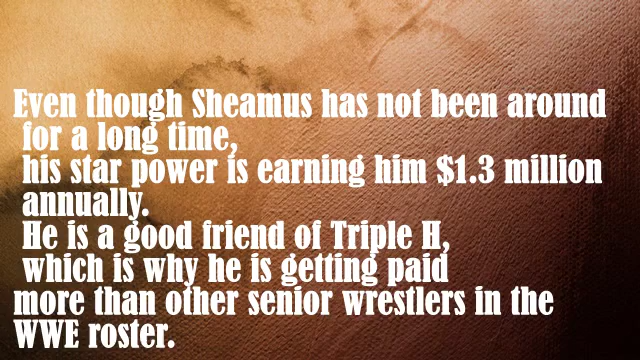 Even though Sheamus has not been around
for a long time,
his star power is earning him $1.3 million
annually.
He is a good friend of Triple H,
which is why he is getting paid
more than other senior wrestlers in the
WWE roster.